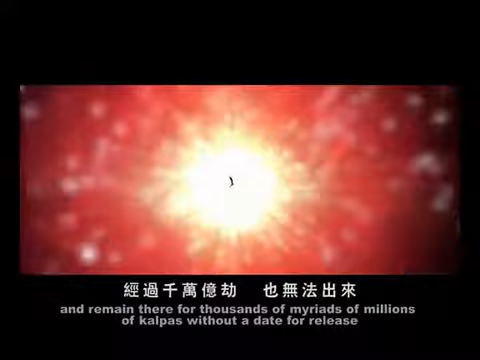 經過千萬億劫 也無法出來
and remain there for thousands of myriads of millions
of kalpas without a date for release